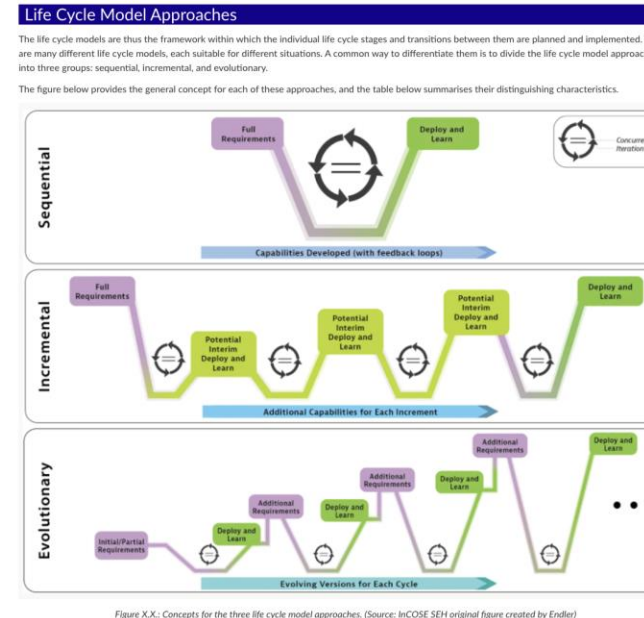 Life Cycle Model Approaches
The life cycle models are thus the framework within which the individual life cycle stages and transitions between them are planned and implemented.
are many different life cycle models, each suitable for different situations. A common way to differentiate them is to divide the life cycle model approac
into three groups: sequential, incremental, and evolutionary.
The figure below provides the general concept for each of these approaches, and the table below summarises their distinguishing characteristics.
Sequential
Full
Requirements
Deploy and
Learn
Concurre
Iteration
Capabilities Developed (with feedback loops)
Incremental
Full
Requirements
Potential
Interim
Deploy and
Learn
Potential
Interim
Deploy and
Learn
Potential
Interim
Deploy and
Learn
Deploy and
Learn
Additional Capabilities for Each Increment
Evolutionary
Initial/Partial
Requirements
Deploy and
Learn
Additional
Requirements
Deploy and
Learn
Additional
Requirements
Deploy and
Learn
Additional
Requirements
Deploy and
Learn
Evolving Versions for Each Cycle
Figure X.X.: Concepts for the three life cycle model approaches. (Source: InCOSE SEH original figure created by Endler)